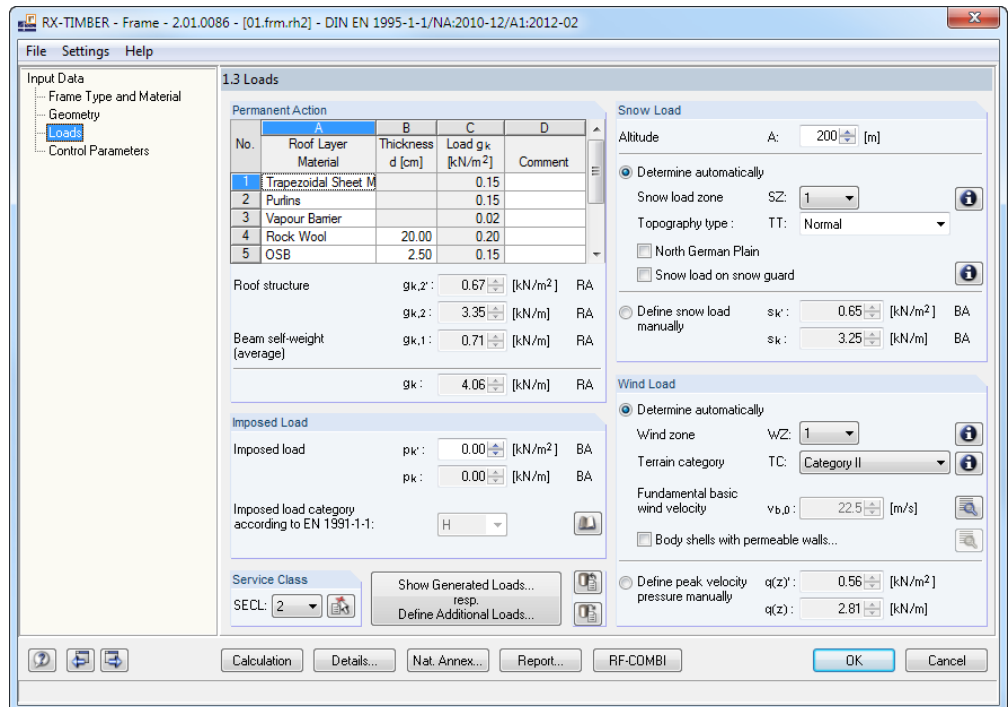 RX-TIMBER - Frame - 2.01.0086 - [01.frm.rh2] - DIN EN 1995-1-1/NA:2010-12/A1:2012-02
File Settings Help
Input Data
Frame Type and Material
Geometry
Loads
Control Parameters
1.3 Loads
Permanent Action
A B C D
No. Roof Layer Thickness Load gk
Material d [cm] [kN/m²] Comment
1 Trapezoidal Sheet M 0.15
2 Purlins 0.15
3 Vapour Barrier 0.02
4 Rock Wool 20.00 0.20
5 OSB 2.50 0.15
Roof structure gk,2' : 0.67 [kN/m²] RA
gk,2 : 3.35 [kN/m] RA
Beam self-weight gk,1 : 0.71 [kN/m] RA
(average)
gk : 4.06 [kN/m] RA
Imposed Load
Imposed load pk' : 0.00 [kN/m²] BA
pk : 0.00 [kN/m] BA
Imposed load category
according to EN 1991-1-1: H
Service Class
SECL: 2
Show Generated Loads...
resp.
Define Additional Loads...
Snow Load
Altitude A: 200 [m]
Determine automatically
Snow load zone SZ: 1
Topography type : TT: Normal
North German Plain
Snow load on snow guard
Define snow load sk' : 0.65 [kN/m²] BA
manually
sk : 3.25 [kN/m] BA
Wind Load
Determine automatically
Wind zone WZ: 1
Terrain category TC: Category II
Fundamental basic
wind velocity vb,0 : 22.5 [m/s]
Body shells with permeable walls...
Define peak velocity q(z)' : 0.56 [kN/m²]
pressure manually
q(z) : 2.81 [kN/m]
Calculation Details... Nat. Annex... Report... RF-COMBI OK Cancel